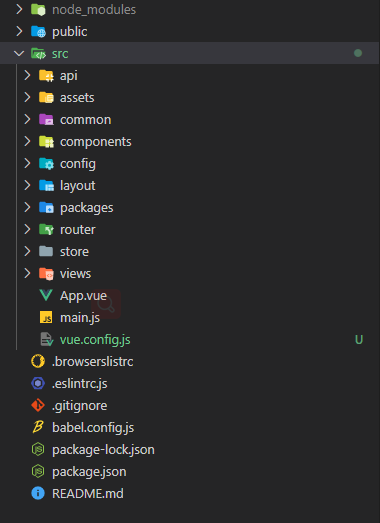 node_modules
public
src
api
assets
common
components
config
layout
packages
router
store
views
App.vue
main.js
vue.config.js U
.browserslistrc
.eslintrc.js
.gitignore
babel.config.js
package-lock.json
package.json
README.md